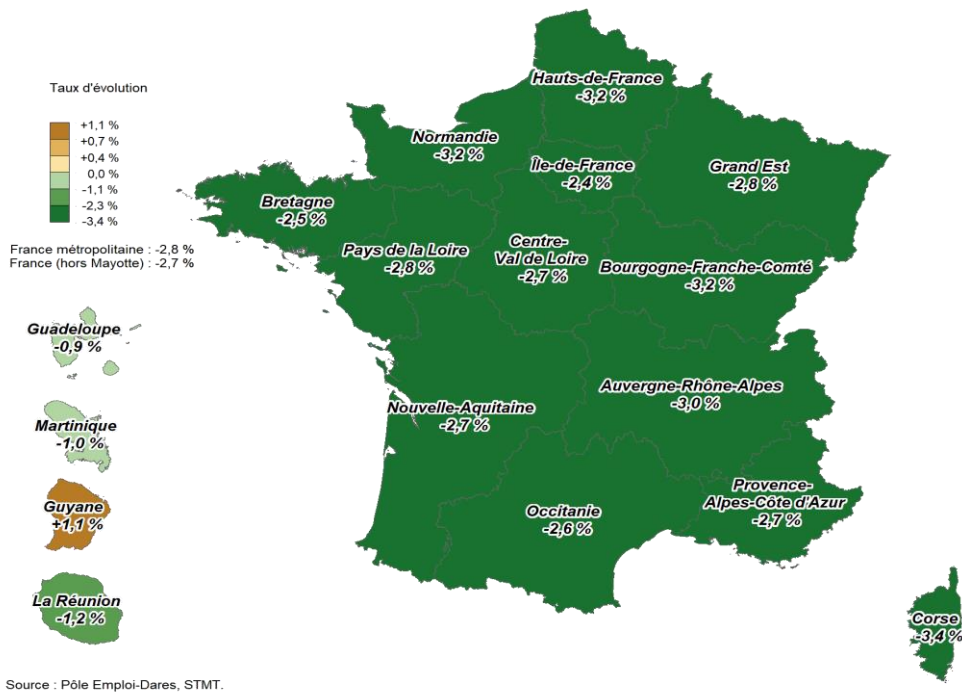 Taux d'évolution
+1,1 %
+0,7 %
+0,4 %
0,0 %
-1,1 %
-2,3 %
-3,4 %
France métropolitaine : -2,8 %
France (hors Mayotte) : -2,7 %
Guadeloupe
-0,9 %
Martinique
-1,0 %
Guyane
+1,1 %
La Réunion
-1,2 %
Hauts-de-France
-3,2 %
Normandie
-3,2 %
Île-de-France
-2,4 %
Grand Est
-2,8 %
Bretagne
-2,5 %
Pays de la Loire
-2,8 %
Centre-
Val de Loire
-2,7 %
Bourgogne-Franche-Comté
-3,2 %
Nouvelle-Aquitaine
-2,7 %
Auvergne-Rhône-Alpes
-3,0 %
Occitanie
-2,6 %
Provence-
Alpes-Côte d'Azur
-2,7 %
Corse
-3,4 %
Source : Pôle Emploi-Dares, STMT.